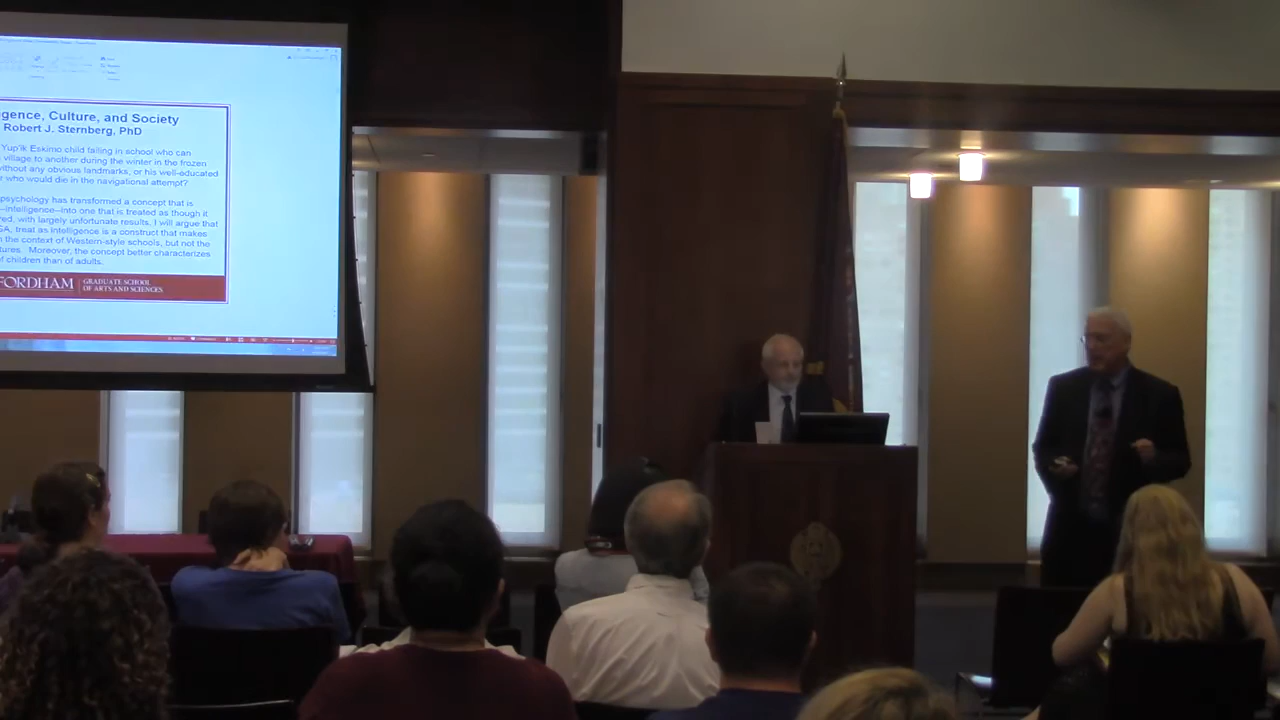 gence, Culture, and Society
Robert J. Sternberg, PhD
Yup'ik Eskimo child failing in school who can
village to another during the winter in the frozen
without any obvious landmarks, or his well-educated
r who would die in the navigational attempt?
psychology has transformed a concept that is
–intelligence–into one that is treated as though it
red, with largely unfortunate results. I will argue that
SA, treat as intelligence is a construct that makes
n the context of Western-style schools, but not the
tures. Moreover, the concept better characterizes
of children than of adults.
FORDHAM
GRADUATE SCHOOL
OF ARTS AND SCIENCES